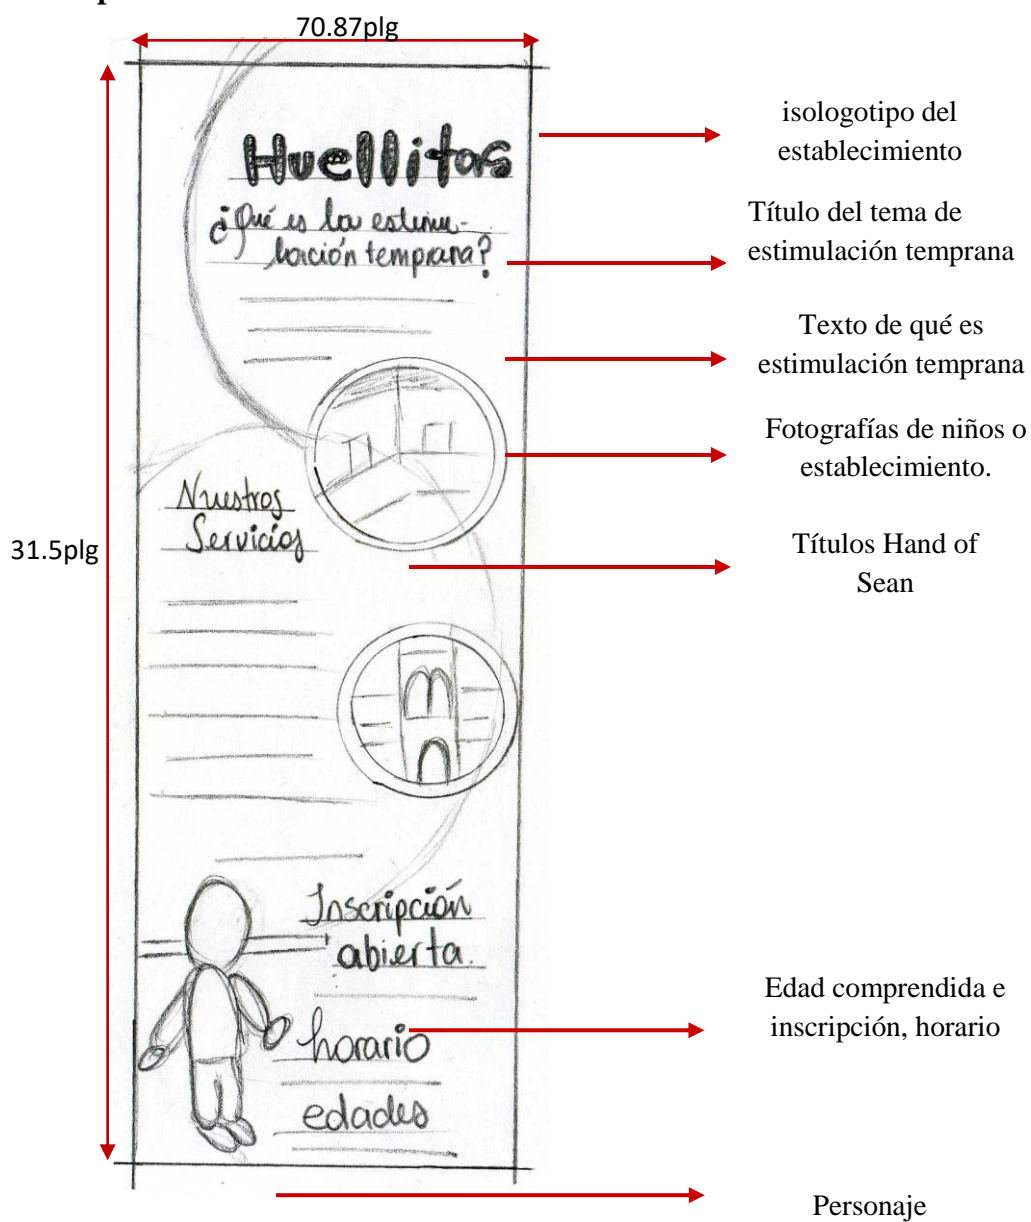 70.87plg
Huellitas
isologotipo del
establecimiento
¿Qué es la estimu-
lación temprana?
Título del tema de
estimulación temprana
Texto de qué es
estimulación temprana
Fotografías de niños o
establecimiento.
Nuestros
Servicios
31.5plg
Títulos Hand of
Sean
Inscripción
abierta.
horario
edades
Edad comprendida e
inscripción, horario
Personaje